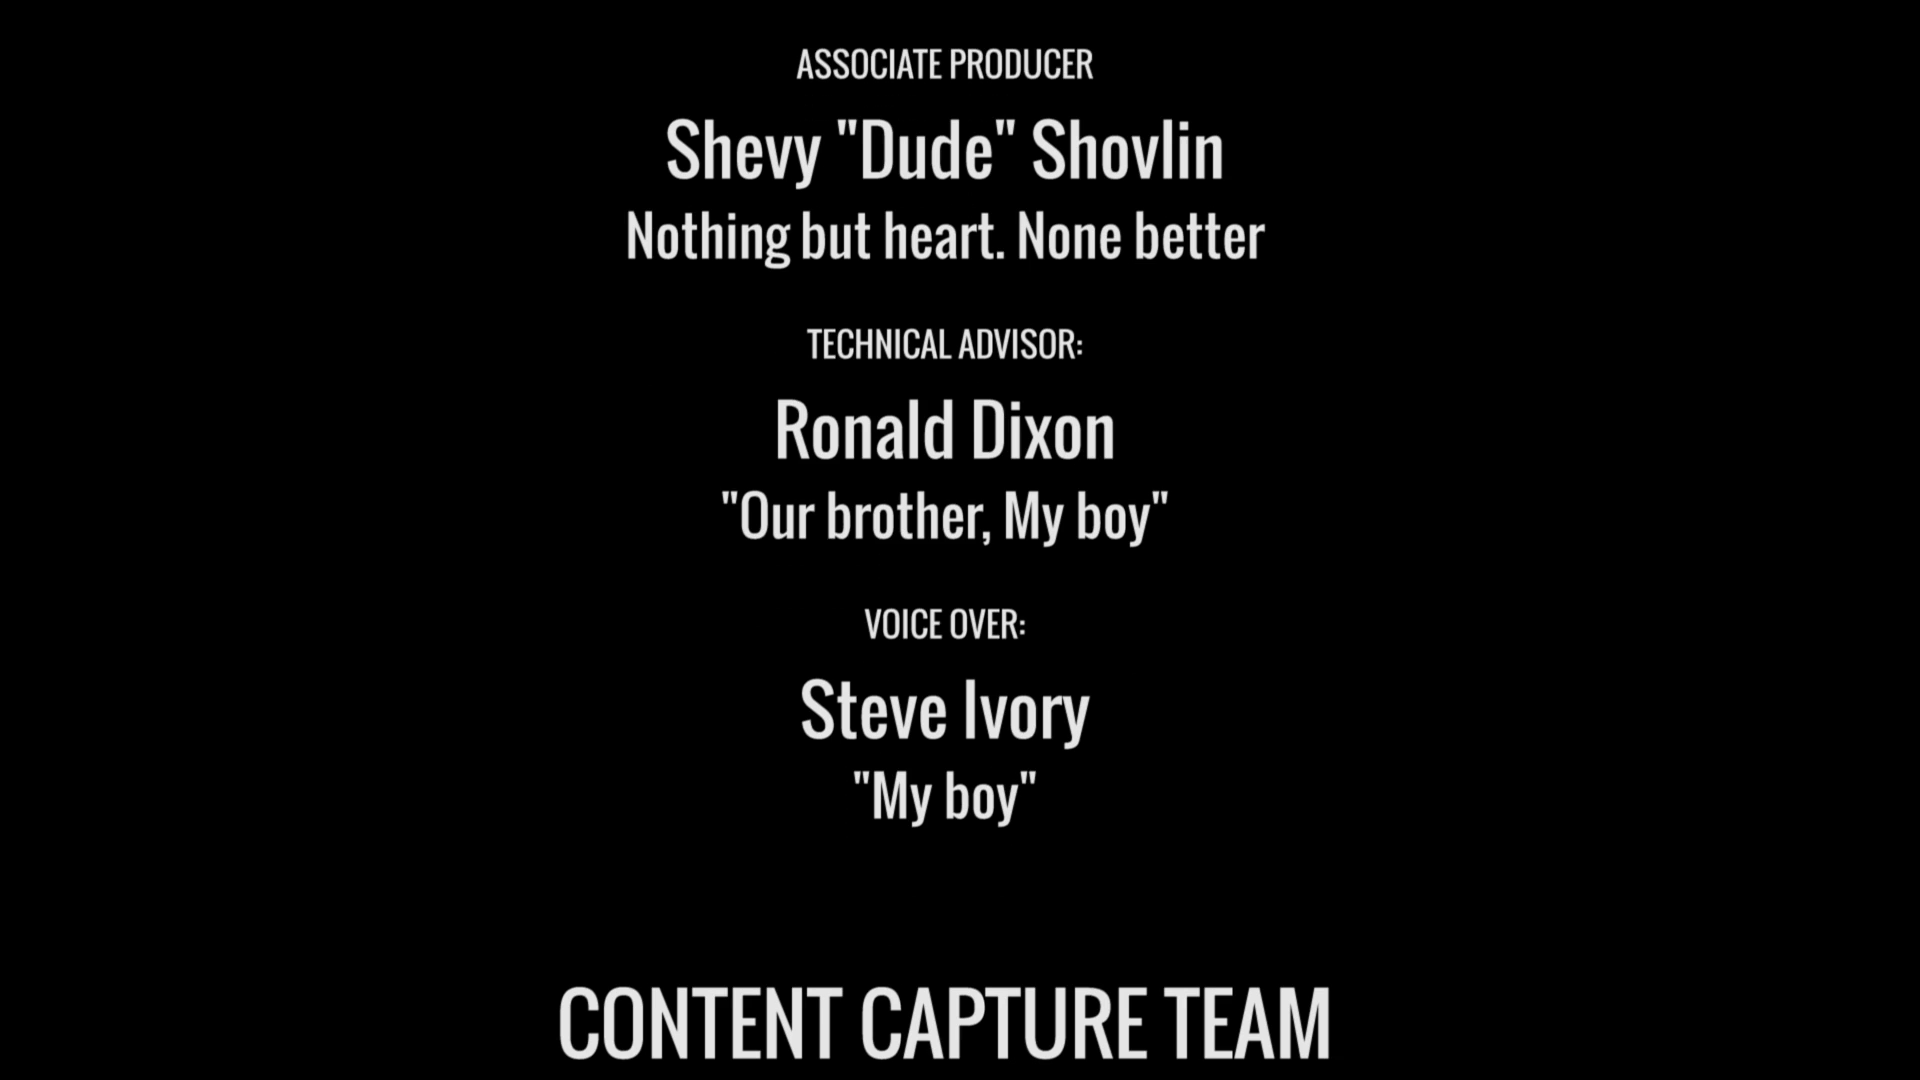 ASSOCIATE PRODUCER
Shevy "Dude" Shovlin
Nothing but heart. None better
TECHNICAL ADVISOR:
Ronald Dixon
"Our brother, My boy"
VOICE OVER:
Steve Ivory
"My boy"
CONTENT CAPTURE TEAM